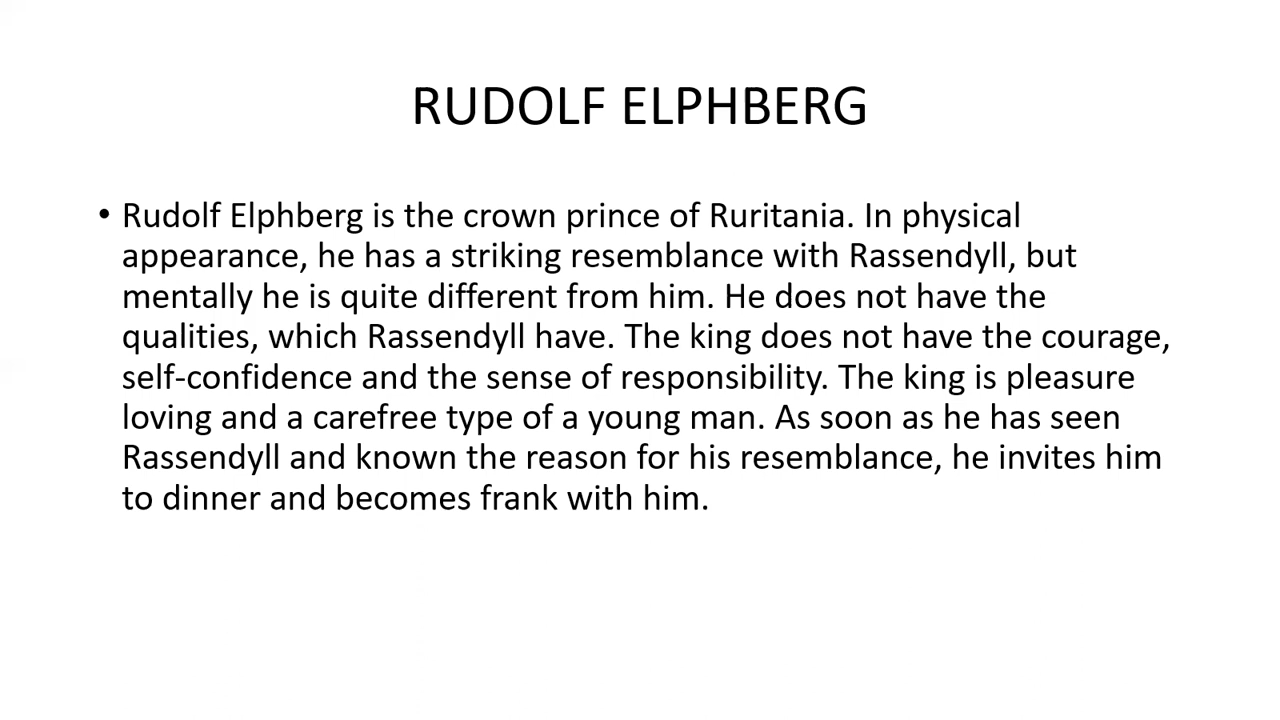 RUDOLF ELPHBERG
• Rudolf Elphberg is the crown prince of Ruritania. In physical
appearance, he has a striking resemblance with Rassendyll, but
mentally he is quite different from him. He does not have the
qualities, which Rassendyll have. The king does not have the courage,
self-confidence and the sense of responsibility. The king is pleasure
loving and a carefree type of a young man. As soon as he has seen
Rassendyll and known the reason for his resemblance, he invites him
to dinner and becomes frank with him.